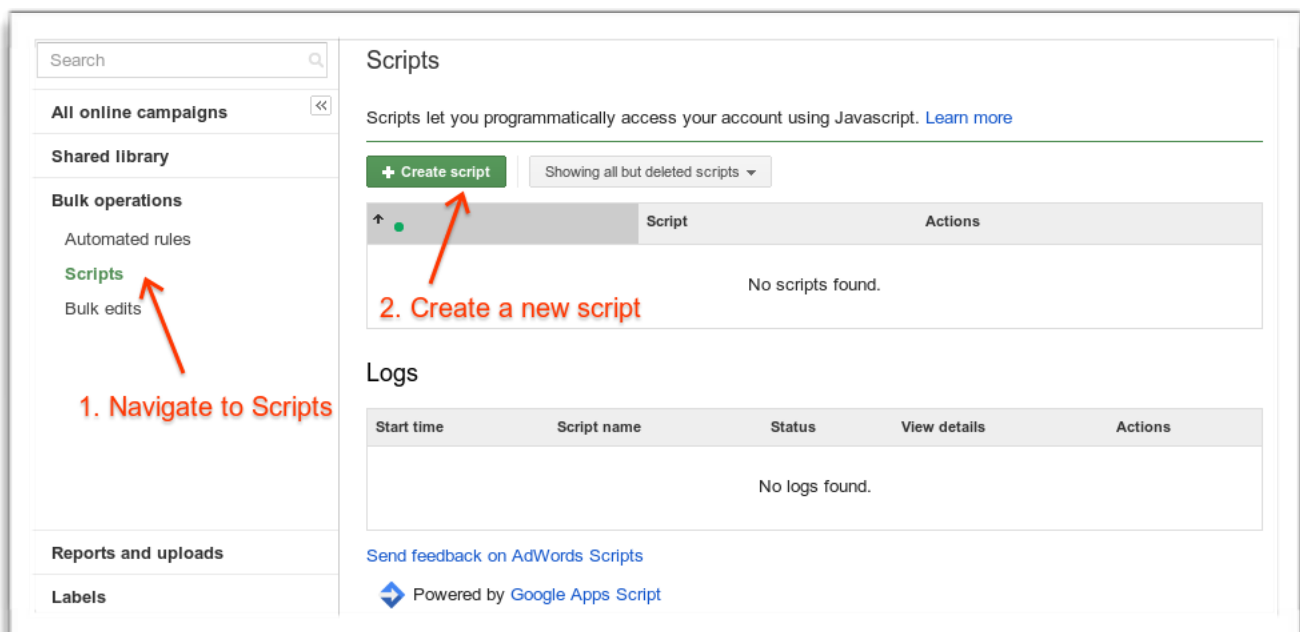 Search
All online campaigns
Shared library
Bulk operations
Automated rules
Scripts
Bulk edits
1. Navigate to Scripts
Reports and uploads
Labels
Scripts
Scripts let you programmatically access your account using Javascript. Learn more
Create script
Showing all but deleted scripts
Script Actions
No scripts found.
2. Create a new script
Logs
Start time Script name Status View details Actions
No logs found.
Send feedback on AdWords Scripts
Powered by Google Apps Script